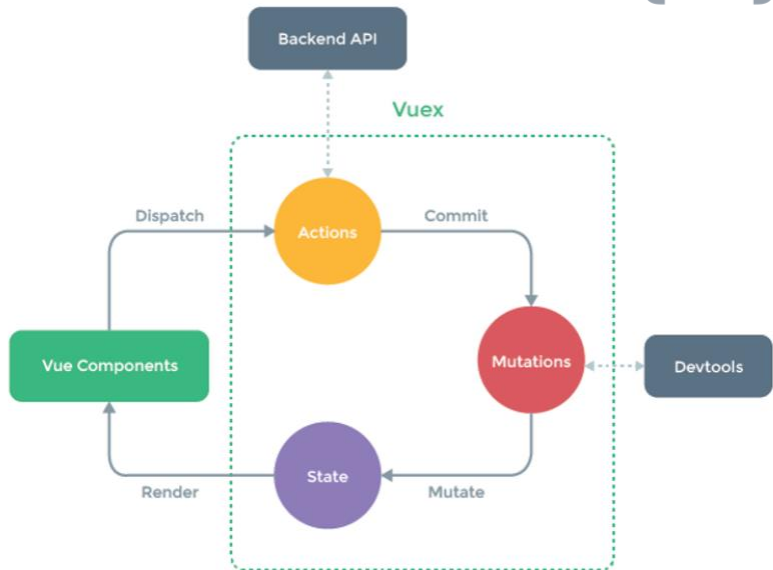 Backend API
Vuex
Dispatch
Commit
Actions
Vue Components
Mutations
Devtools
State
Render
Mutate